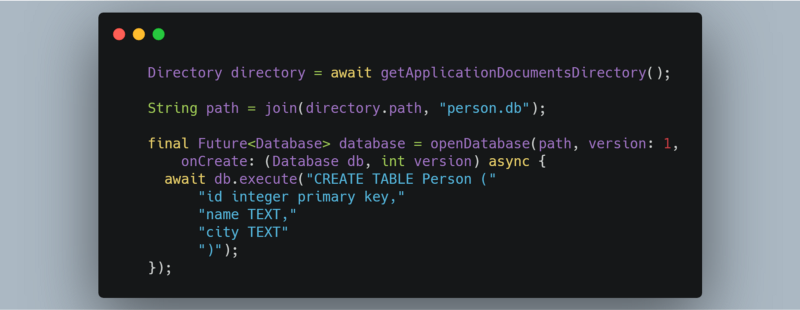 Directory directory = await getApplicationDocumentsDirectory();
String path = join(directory.path, "person.db");
final Future<Database> database = openDatabase(path, version: 1,
onCreate: (Database db, int version) async {
await db.execute("CREATE TABLE Person ("
"id integer primary key,"
"name TEXT,"
"city TEXT"
")");
});